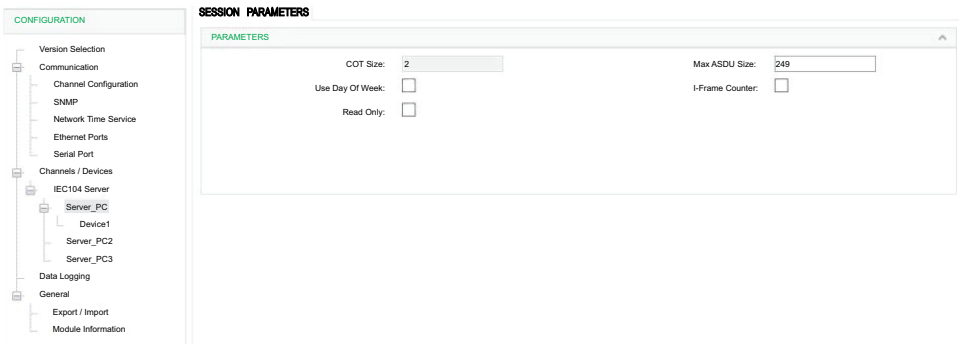 CONFIGURATION
Version Selection
Communication
Channel Configuration
SNMP
Network Time Service
Ethernet Ports
Serial Port
Channels / Devices
IEC104 Server
Server_PC
Device1
Server_PC2
Server_PC3
Data Logging
General
Export / Import
Module Information
SESSION PARAMETERS
PARAMETERS
COT Size: 2 Max ASDU Size: 249
Use Day Of Week: I-Frame Counter:
Read Only: